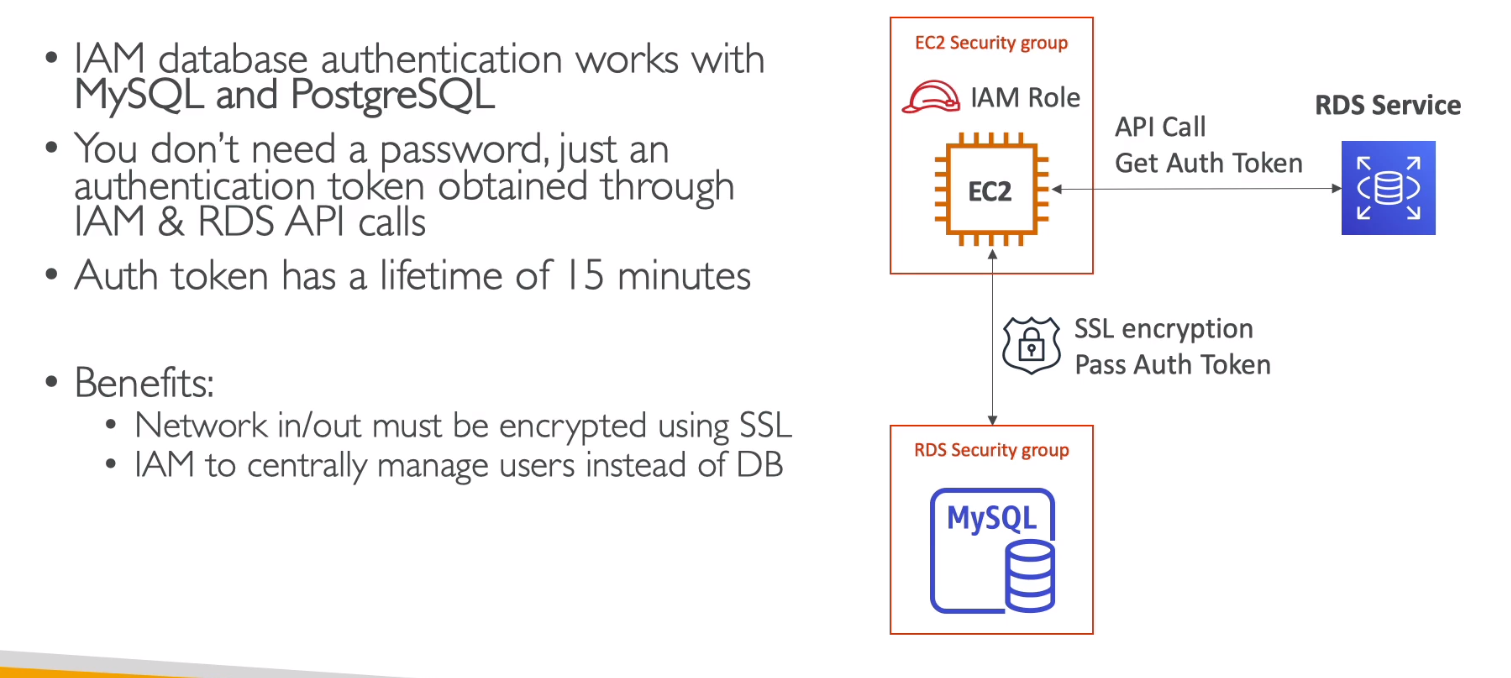 • IAM database authentication works with
MySQL and PostgreSQL
• You don't need a password, just an
authentication token obtained through
IAM & RDS API calls
• Auth token has a lifetime of 15 minutes
• Benefits:
• Network in/out must be encrypted using SSL
• IAM to centrally manage users instead of DB
EC2 Security group
IAM Role
EC2
API Call
Get Auth Token
RDS Service
SSL encryption
Pass Auth Token
RDS Security group
MySQL